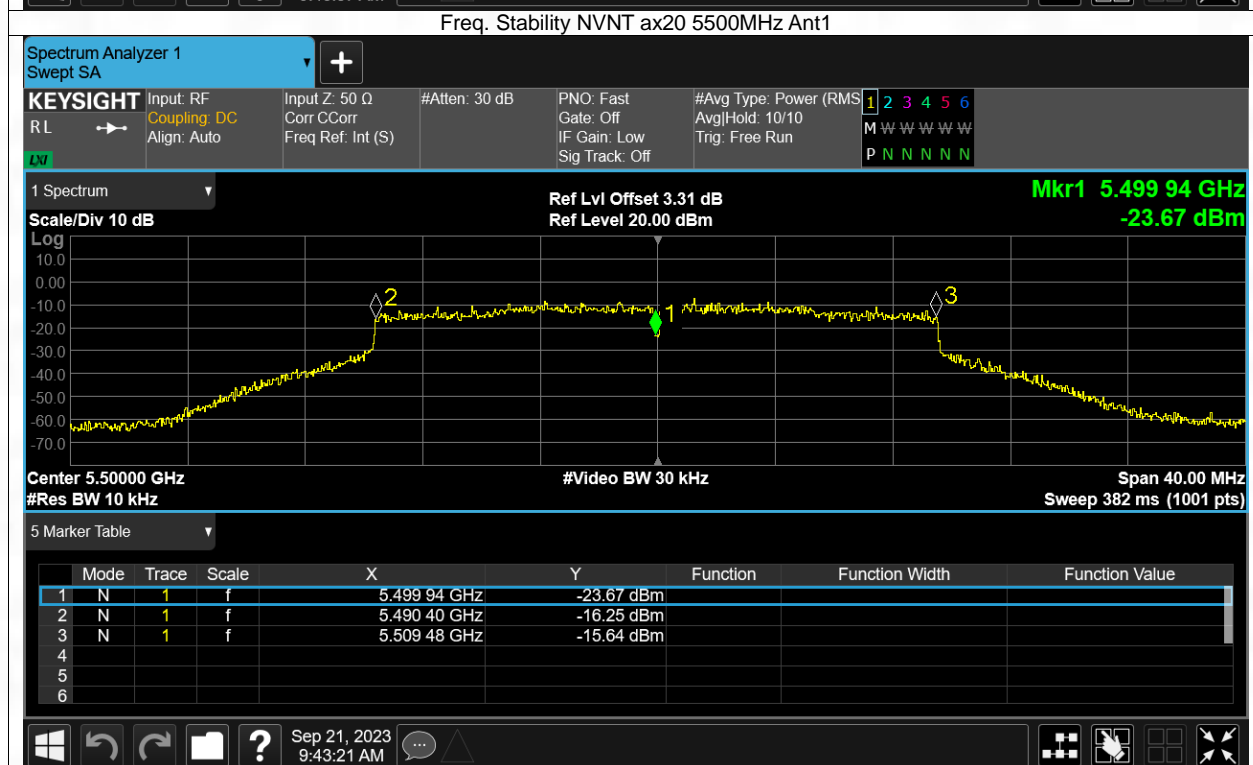 Freq. Stability NVNT ax20 5500MHz Ant1
Spectrum Analyzer 1
Swept SA
+
KEYSIGHT Input: RF Input Z: 50 Ω #Atten: 30 dB PNO: Fast #Avg Type: Power (RMS 1 2 3 4 5 6
R L Coupling: DC Corr CCorr Gate: Off Avg|Hold: 10/10 M W W W W W
Align: Auto Freq Ref: Int (S) IF Gain: Low Trig: Free Run
LXI Sig Track: Off P N N N N N N
1 Spectrum Ref Lvl Offset 3.31 dB Mkr1 5.499 94 GHz
Scale/Div 10 dB Ref Level 20.00 dBm -23.67 dBm
Log
10.0
0.00
-10.0
-20.0
-30.0
-40.0
-50.0
-60.0
-70.0
2
1
3
Center 5.50000 GHz #Video BW 30 kHz Span 40.00 MHz
#Res BW 10 kHz Sweep 382 ms (1001 pts)
5 Marker Table
Mode Trace Scale X Y Function Function Width Function Value
1 N 1 f 5.499 94 GHz -23.67 dBm
2 N 1 f 5.490 40 GHz -16.25 dBm
3 N 1 f 5.509 48 GHz -15.64 dBm
4
5
6
? Sep 21, 2023
9:43:21 AM